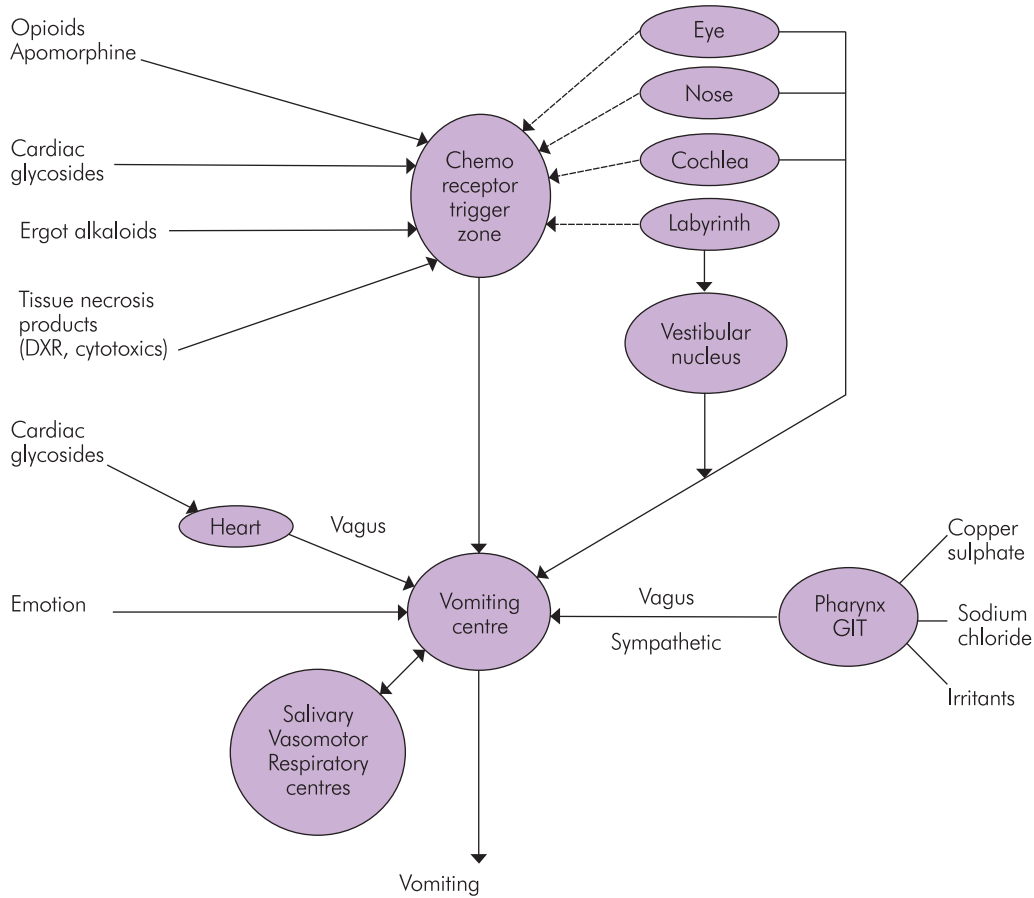 Opioids
Apomorphine
Cardiac
glycosides
Ergot alkaloids
Tissue necrosis
products
(DXR, cytotoxics)
Chemo
receptor
trigger
zone
Eye
Nose
Cochlea
Labyrinth
Vestibular
nucleus
Cardiac
glycosides
Heart
Vagus
Emotion
Vomiting
centre
Vagus
Sympathetic
Pharynx
GIT
Copper
sulphate
Sodium
chloride
Irritants
Salivary
Vasomotor
Respiratory
centres
Vomiting